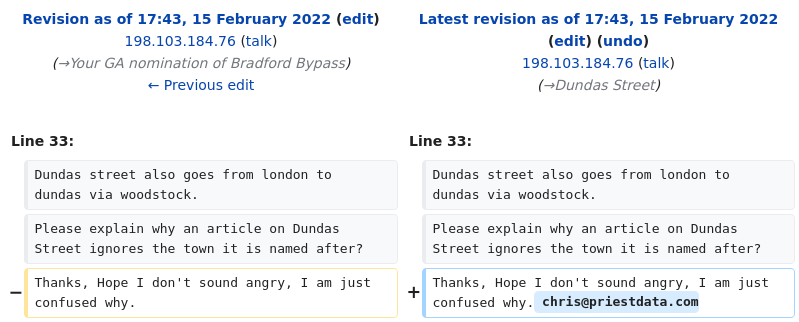 Revision as of 17:43, 15 February 2022 (edit)
198.103.184.76 (talk)
(→Your GA nomination of Bradford Bypass)
← Previous edit
Latest revision as of 17:43, 15 February 2022
(edit) (undo)
198.103.184.76 (talk)
(→Dundas Street)
Line 33:
Line 33:
Dundas street also goes from london to
dundas via woodstock.
Dundas street also goes from london to
dundas via woodstock.
Please explain why an article on Dundas
Street ignores the town it is named after?
Please explain why an article on Dundas
Street ignores the town it is named after?
− Thanks, Hope I don't sound angry, I am just
confused why.
+ Thanks, Hope I don't sound angry, I am just
confused why. chris@priestdata.com